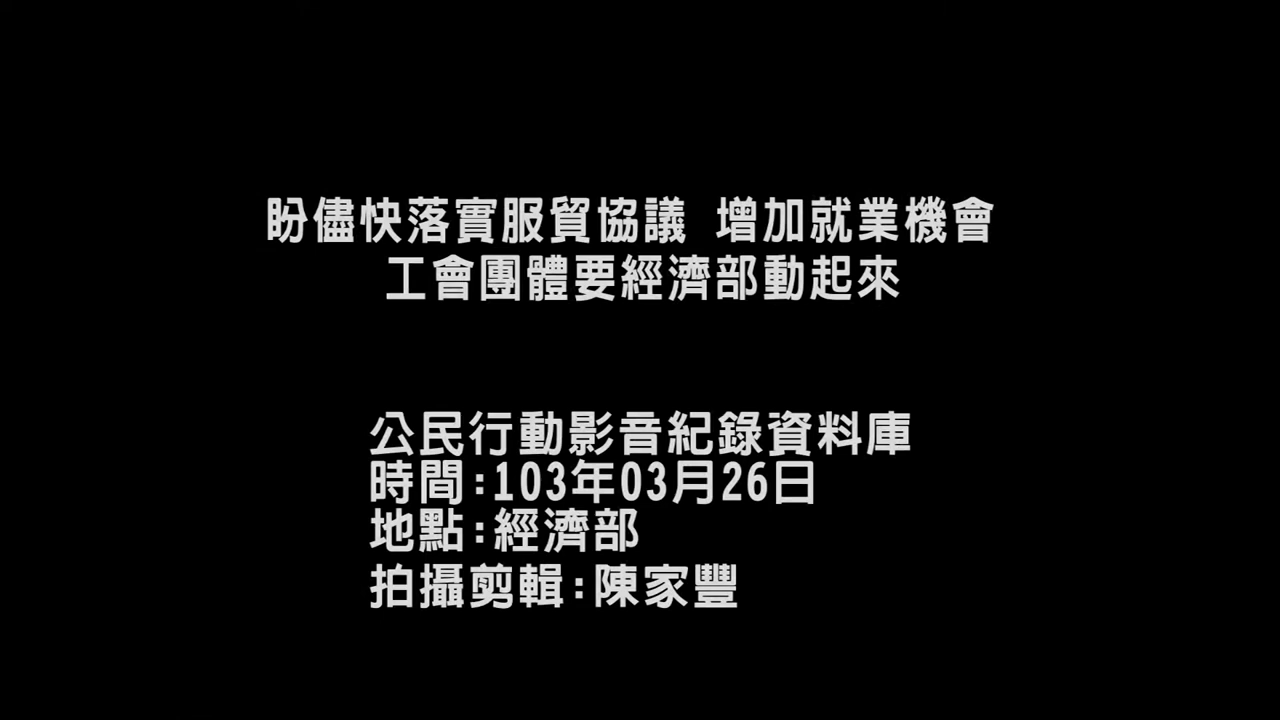 盼儘快落實服貿協議 增加就業機會
工會團體要經濟部動起來
公民行動影音紀錄資料庫
時間:103年03月26日
地點:經濟部
拍攝剪輯:陳家豐